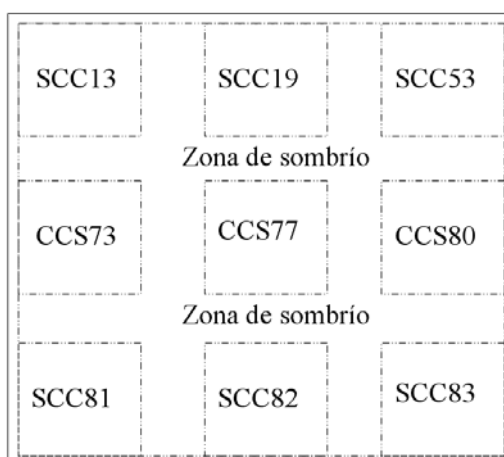 SCC13 SCC19 SCC53
Zona de sombrío
CCS73 CCS77 CCS80
Zona de sombrío
SCC81 SCC82 SCC83